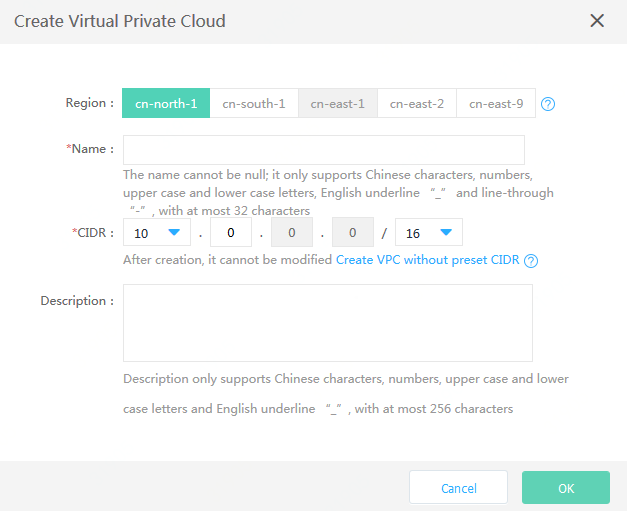 Create Virtual Private Cloud
Region : cn-north-1 cn-south-1 cn-east-1 cn-east-2 cn-east-9 ?
*Name :
The name cannot be null; it only supports Chinese characters, numbers,
upper case and lower case letters, English underline “_” and line-through
“-”, with at most 32 characters
*CIDR : 10 . 0 . 0 . 0 / 16
After creation, it cannot be modified Create VPC without preset CIDR ?
Description :
Description only supports Chinese characters, numbers, upper case and lower
case letters and English underline “_”, with at most 256 characters
Cancel OK